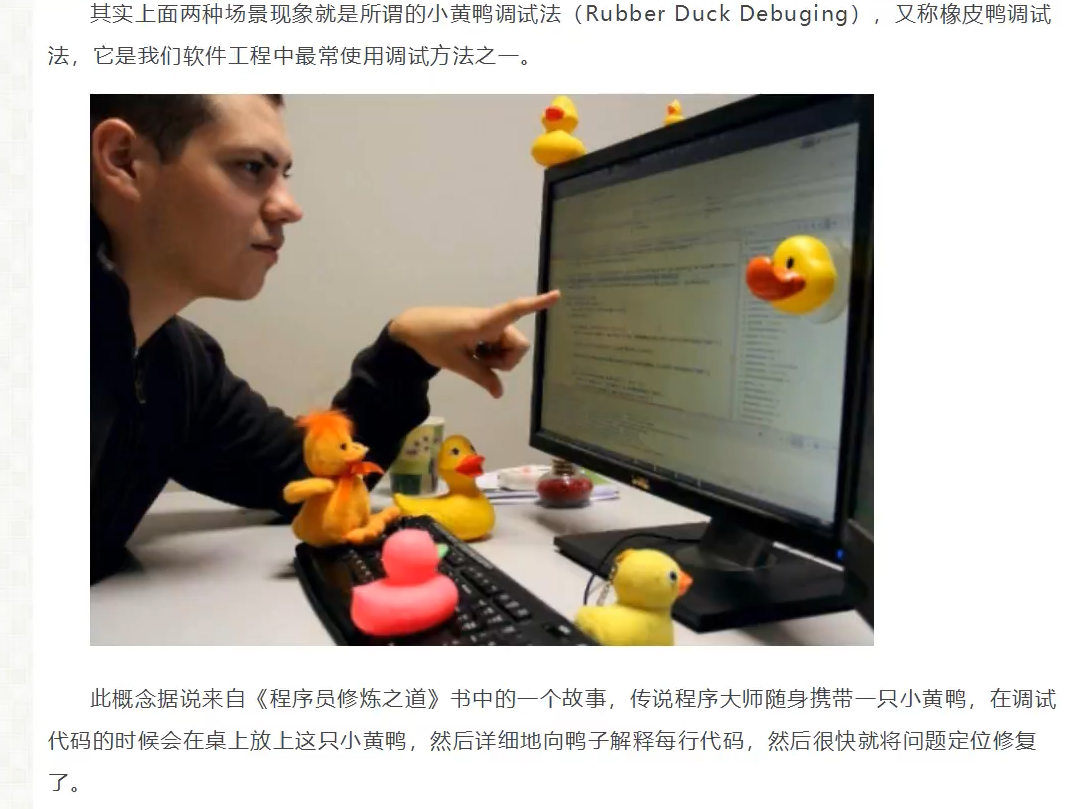 其实上面两种场景现象就是所谓的小黄鸭调试法（Rubber Duck Debuging），又称橡皮鸭调试
法，它是我们软件工程中最常使用调试方法之一。
此概念据说来自《程序员修炼之道》书中的一个故事，传说程序大师随身携带一只小黄鸭，在调试
代码的时候会在桌上放上这只小黄鸭，然后详细地向鸭子解释每行代码，然后很快就将问题定位修复
了。